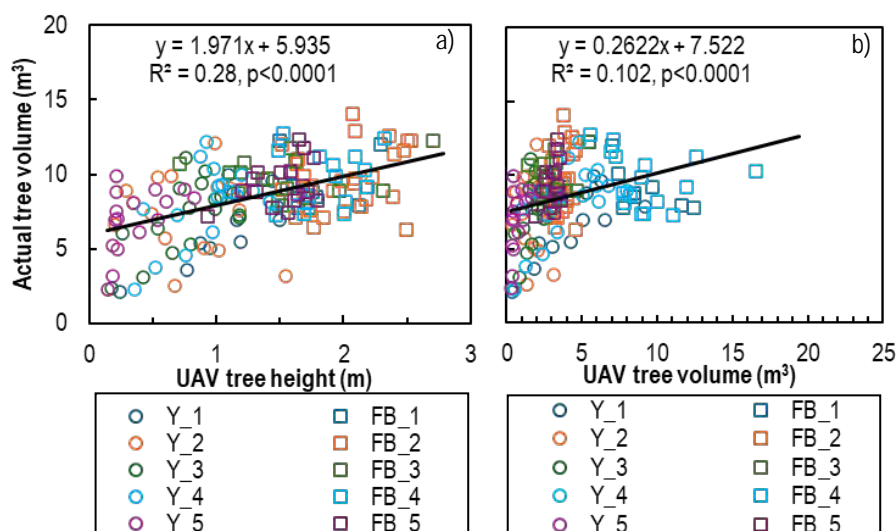 y = 1.971x + 5.935
R² = 0.28, p<0.0001
a)
Actual tree volume (m³)
20
15
10
5
0
0
1
2
3
UAV tree height (m)
Y_1
FB_1
Y_2
FB_2
Y_3
FB_3
Y_4
FB_4
Y_5
FB_5
y = 0.2622x + 7.522
R² = 0.102, p<0.0001
b)
0
5
10
15
20
25
UAV tree volume (m³)
Y_1
FB_1
Y_2
FB_2
Y_3
FB_3
Y_4
FB_4
Y_5
FB_5